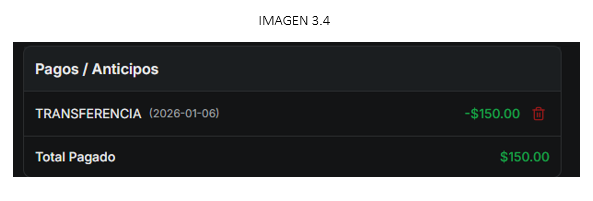 IMAGEN 3.4
Pagos / Anticipos
TRANSFERENCIA (2026-01-06) -$150.00
Total Pagado $150.00